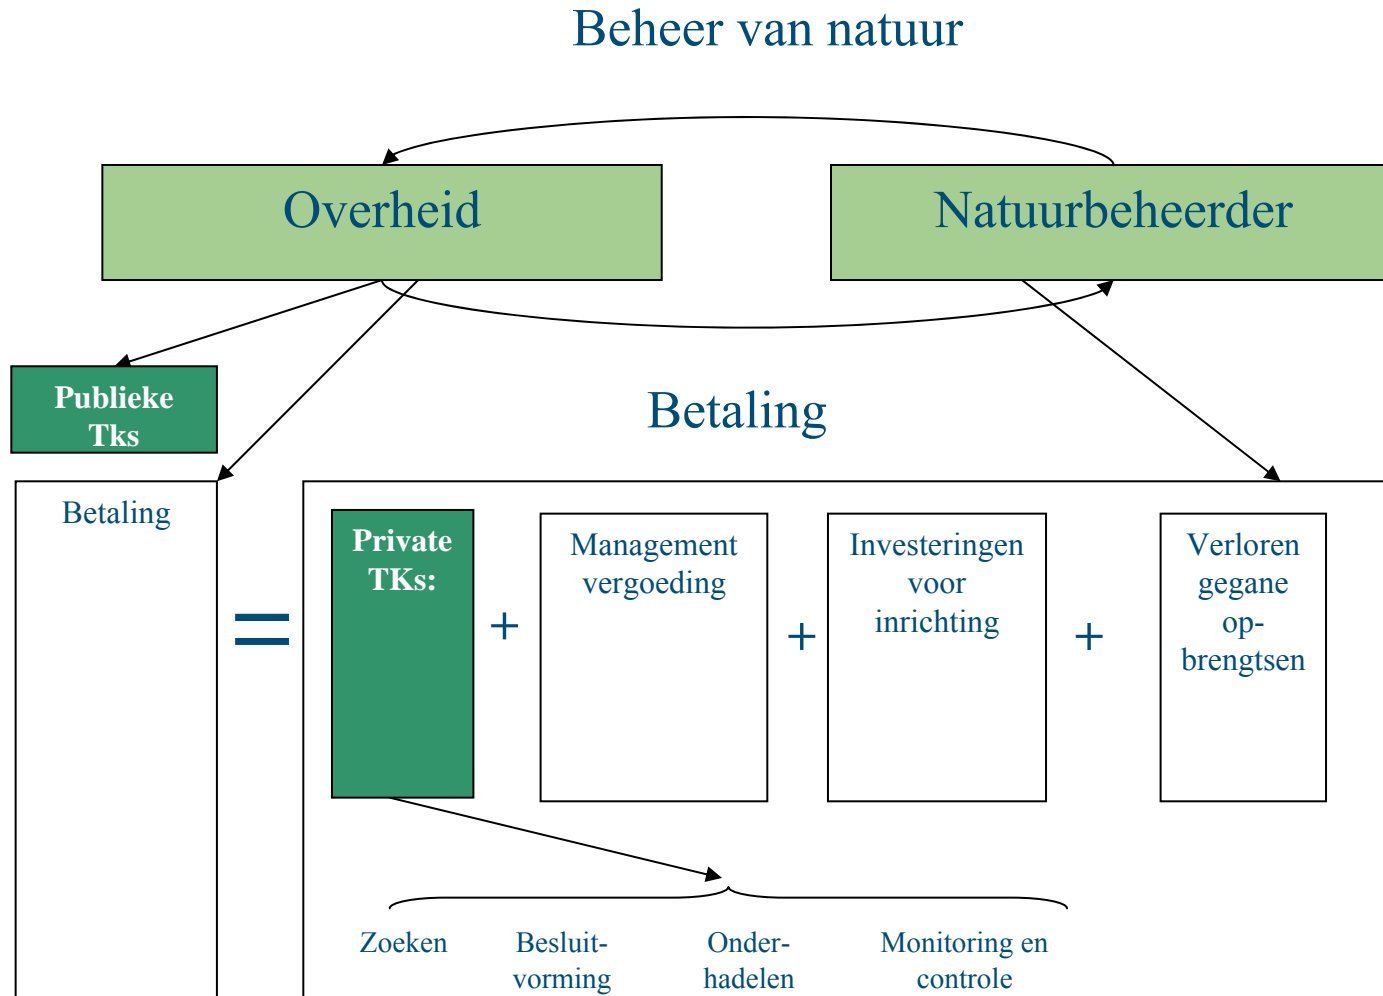 Beheer van natuur
Overheid
Natuurbeheerder
Publieke
Tks
Betaling
Betaling
=
Private
TKs:
+
Management
vergoeding
+
Investeringen
voor
inrichting
+
Verloren
gegane
op-
brengtsen
Zoeken
Besluit-
vorming
Onder-
hadelen
Monitoring en
controle